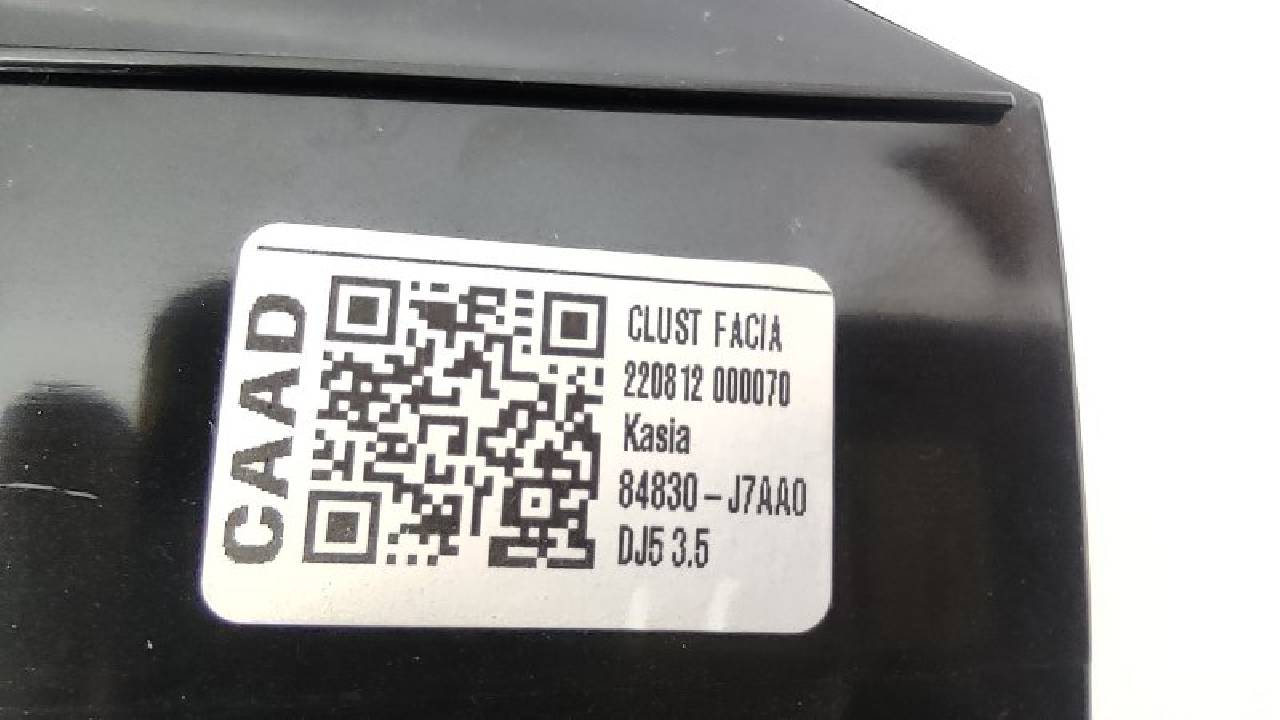 CAAD
CLUST FACIA
220812 000070
Kasia
84830-J7AA0
DJ5 3.5